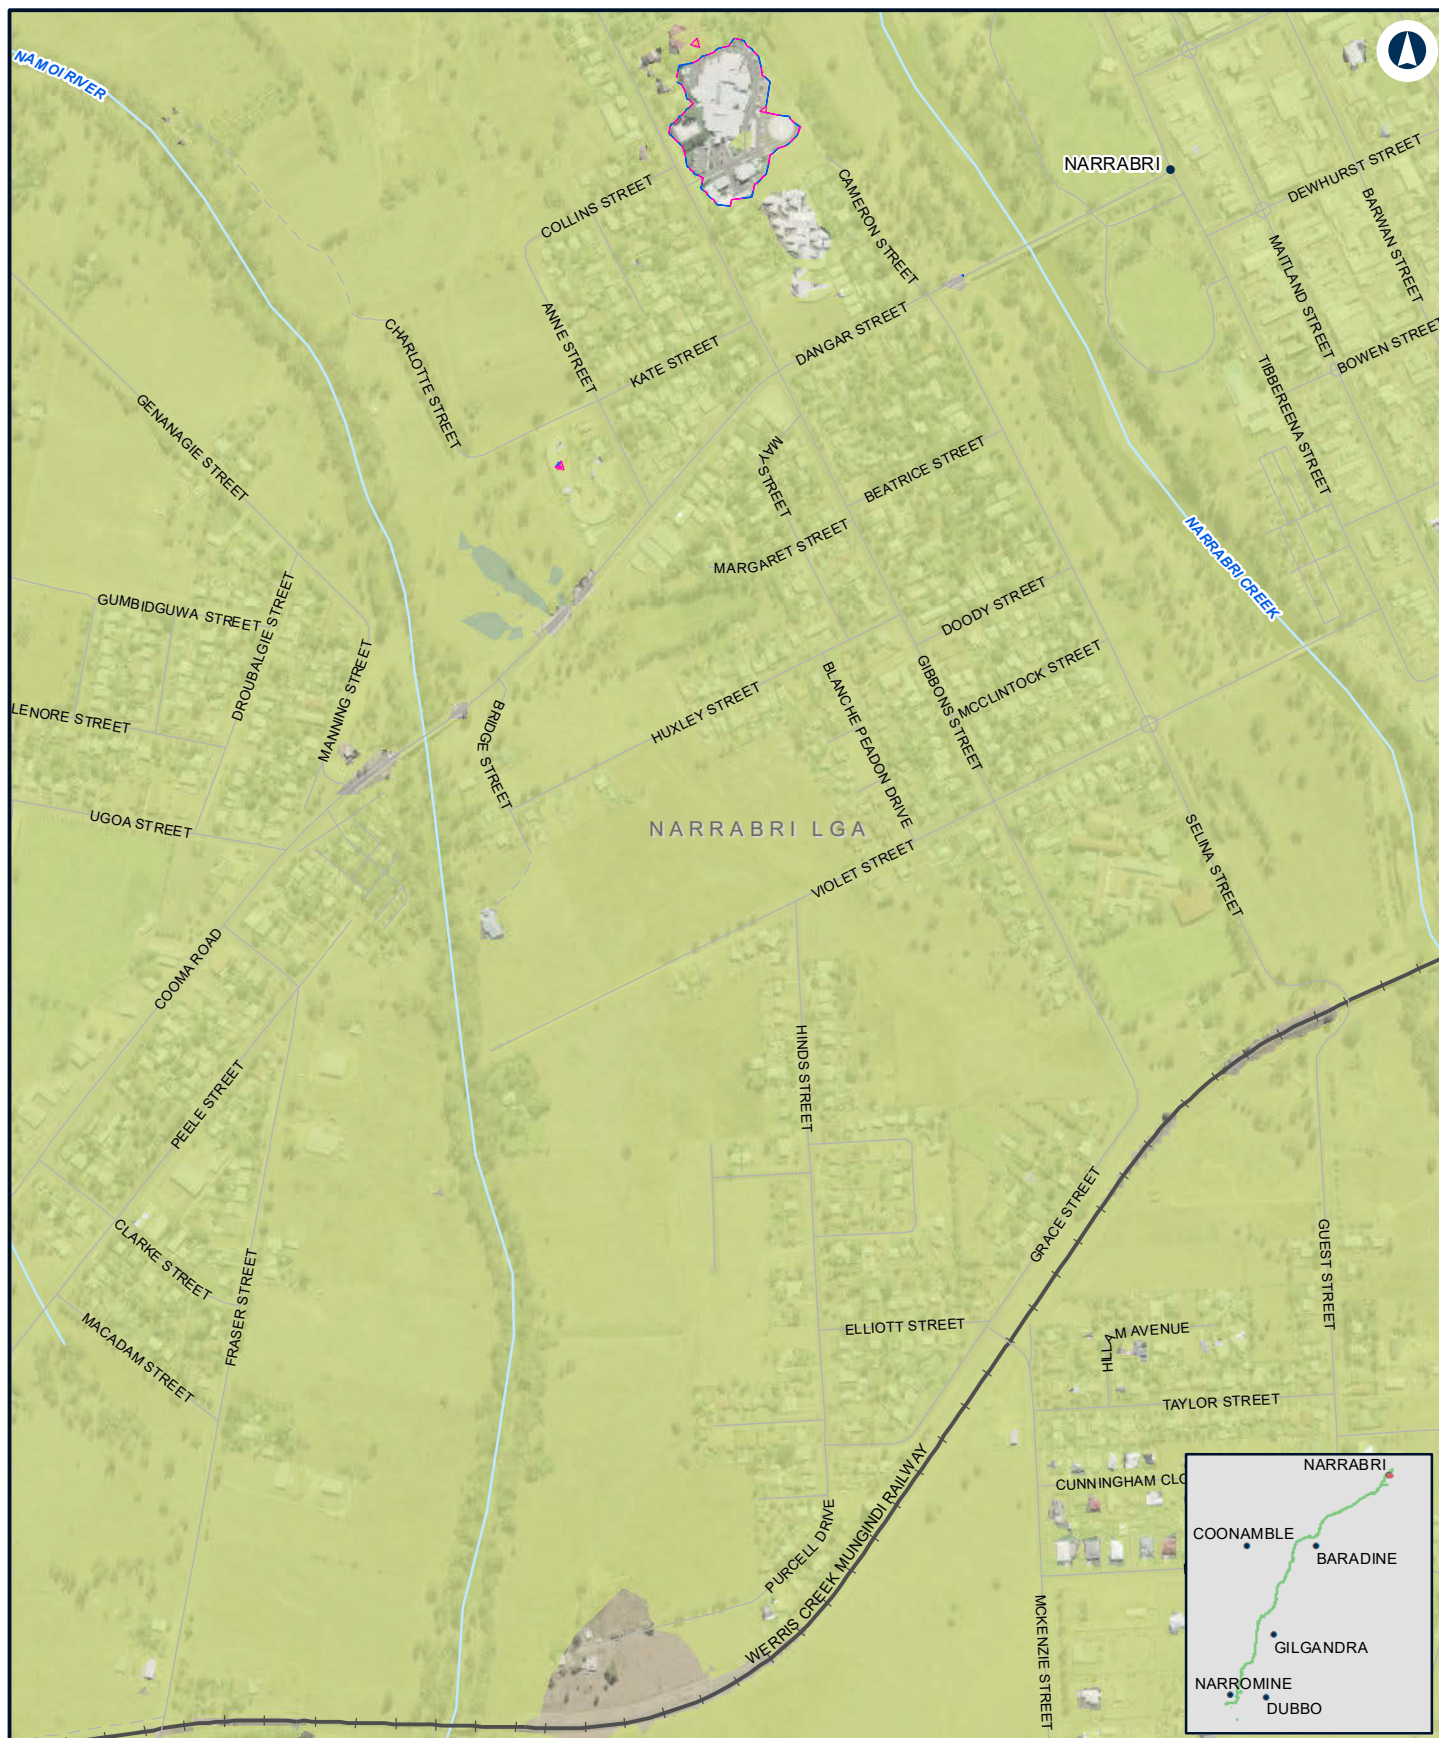 NAMOI RIVER
NARRABRI
DEWHURST STREET
BARWAN STREET
CAMERON STREET
COLLINS STREET
MAITLAND STREET
ANNE STREET
DANGAR STREET
BOWEN STREET
KATE STREET
CHARLOTTE STREET
TIBBEREENA STREET
GENANAGIE STREET
MAY STREET
BEATRICE STREET
MARGARET STREET
NARRABRI CREEK
GUMBIDGUWA STREET
DROUBALGIE STREET
DOODY STREET
MANNING STREET
GIBBONS STREET
MCCLINTOCK STREET
LENORE STREET
BRIDGE STREET
HUXLEY STREET
BLANCHE PEADON DRIVE
UGOA STREET
NARRABRI LGA
SELINA STREET
VIOLET STREET
COOMA ROAD
HINDS STREET
PEELE STREET
GRACE STREET
GUEST STREET
CLARKE STREET
FRASER STREET
MACADAM STREET
ELLIOTT STREET
HILLAM AVENUE
TAYLOR STREET
WERRIS CREEK MUNGINDI RAILWAY
CUNNINGHAM CLO
PURCELL DRIVE
MCKENZIE STREET
NARRABRI
COONAMBLE
BARADINE
GILGANDRA
NARROMINE
DUBBO